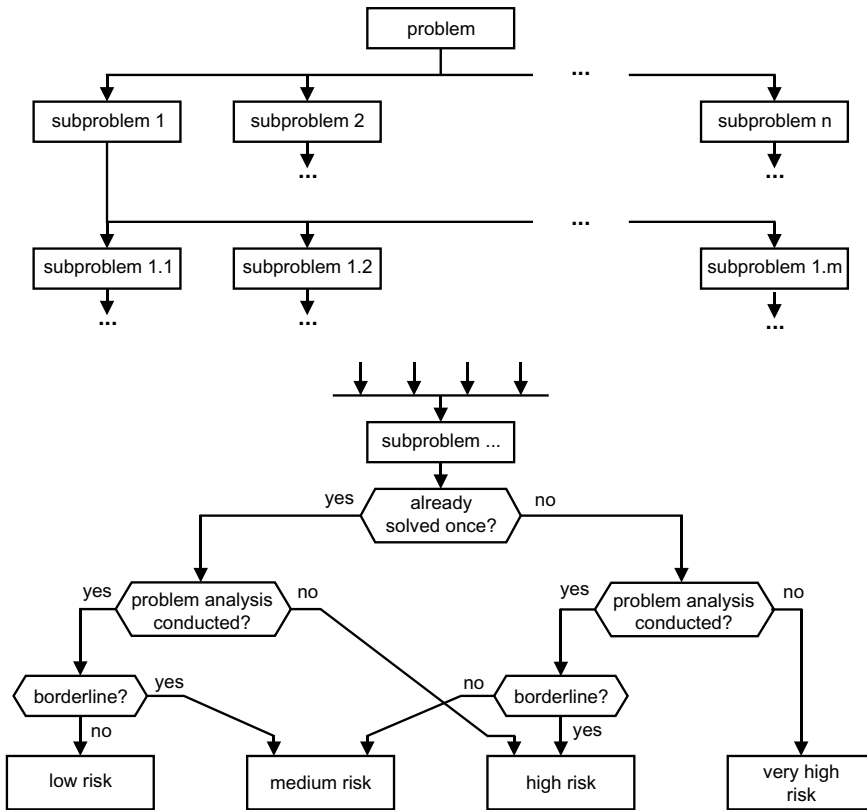 problem
...
subproblem 1
subproblem 2
subproblem n
...
...
...
subproblem 1.1
subproblem 1.2
subproblem 1.m
...
...
...
subproblem ...
yes
already
solved once?
no
yes
problem analysis
conducted?
no
yes
problem analysis
conducted?
no
borderline?
yes
no
borderline?
no
yes
low risk
medium risk
high risk
very high
risk